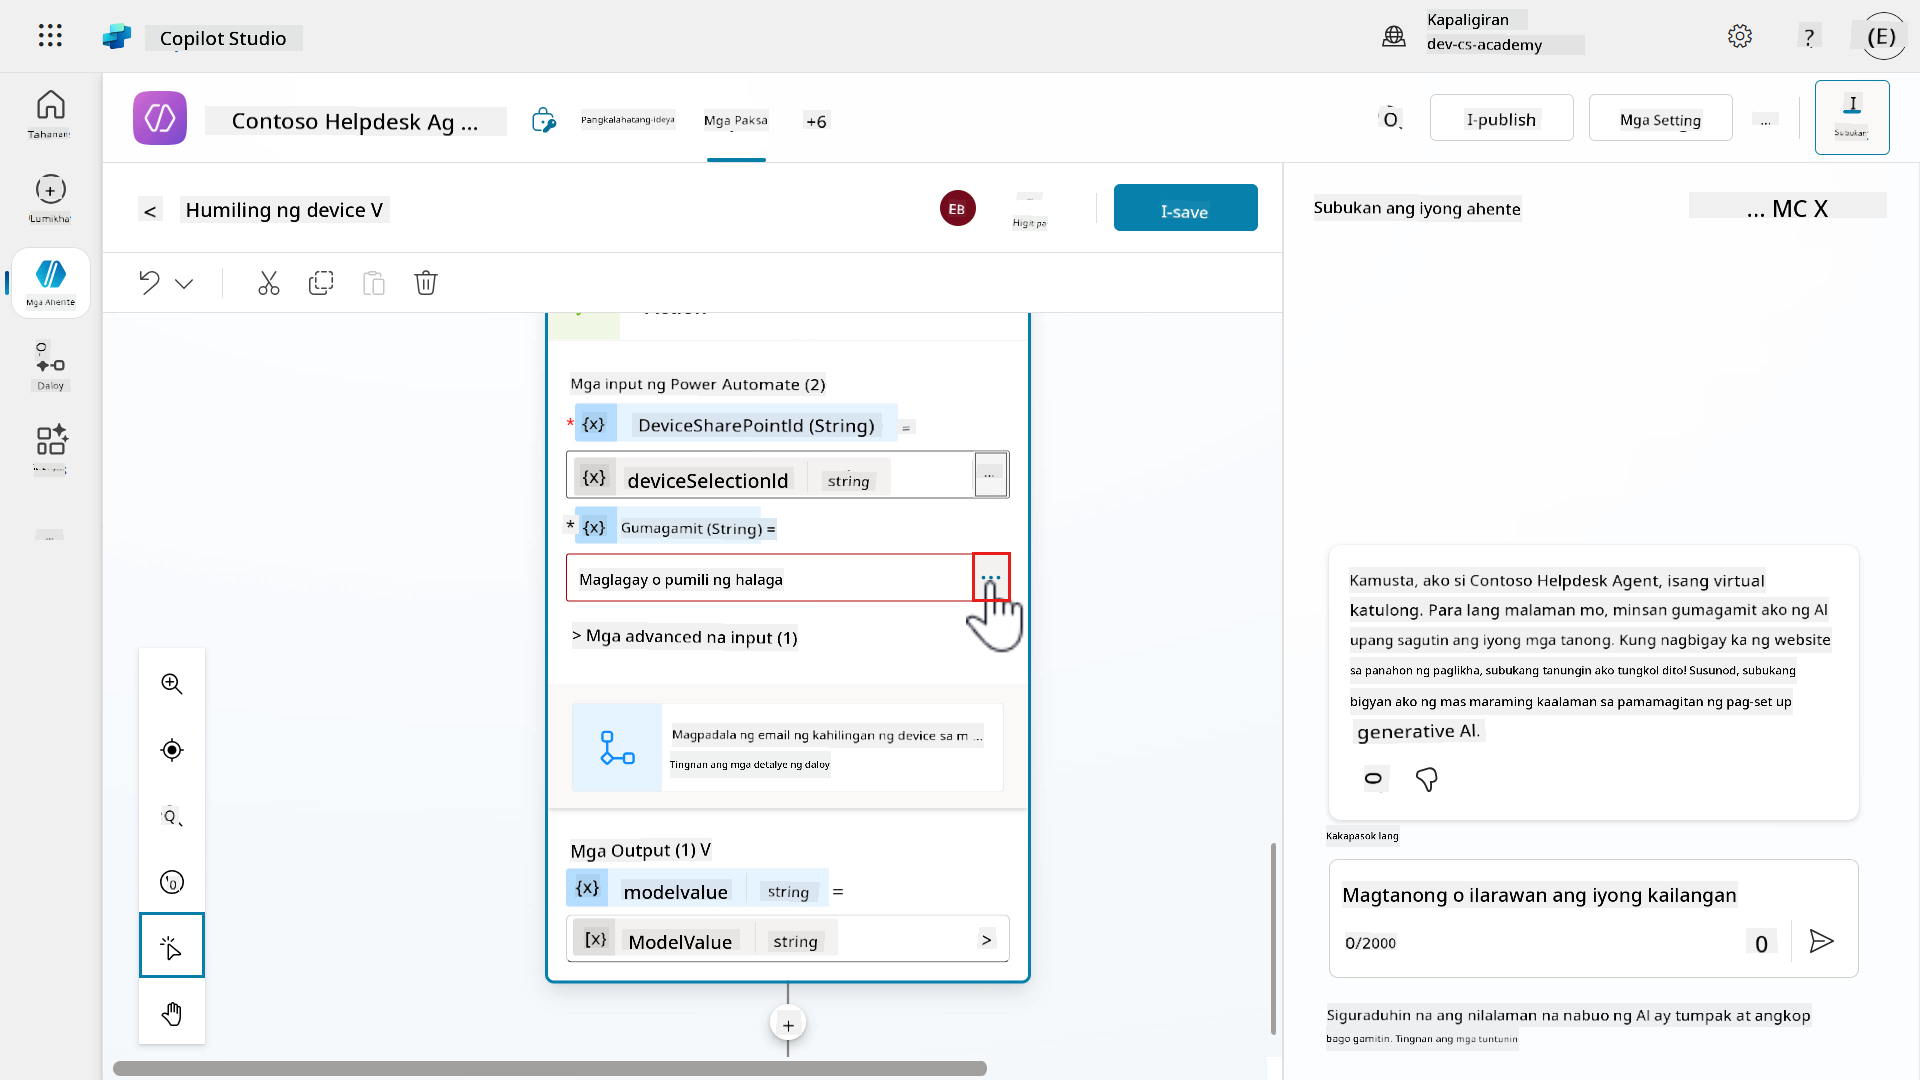 Copilot Studio
Kapaligiran
dev-cs-academy
?
(E)
Tahanan
Lumikha
Mga Ahente
Daloy
...
Contoso Helpdesk Ag ...
Pangkalahatang-ideya
Mga Paksa
+6
I-publish
Mga Setting
...
Subukan
< Humiling ng device V
EB
Higit pa
I-save
Action
Mga input ng Power Automate (2)
* {x} DeviceSharePointId (String) =
{x} deviceSelectionId string ...
* {x} Gumagamit (String) =
Maglagay o pumili ng halaga ...
> Mga advanced na input (1)
Magpadala ng email ng kahilingan ng device sa m ...
Tingnan ang mga detalye ng daloy
Mga Output (1) V
{x} modelvalue string =
[x} ModelValue string >
+
Subukan ang iyong ahente
... MC X
Kamusta, ako si Contoso Helpdesk Agent, isang virtual
katulong. Para lang malaman mo, minsan gumagamit ako ng AI
upang sagutin ang iyong mga tanong. Kung nagbigay ka ng website
sa panahon ng paglikha, subukang tanungin ako tungkol dito! Susunod, subukang
bigyan ako ng mas maraming kaalaman sa pamamagitan ng pag-set up
generative AI.
Kakapasok lang
Magtanong o ilarawan ang iyong kailangan
0/2000
0
Siguraduhin na ang nilalaman na nabuo ng AI ay tumpak at angkop
bago gamitin. Tingnan ang mga tuntunin